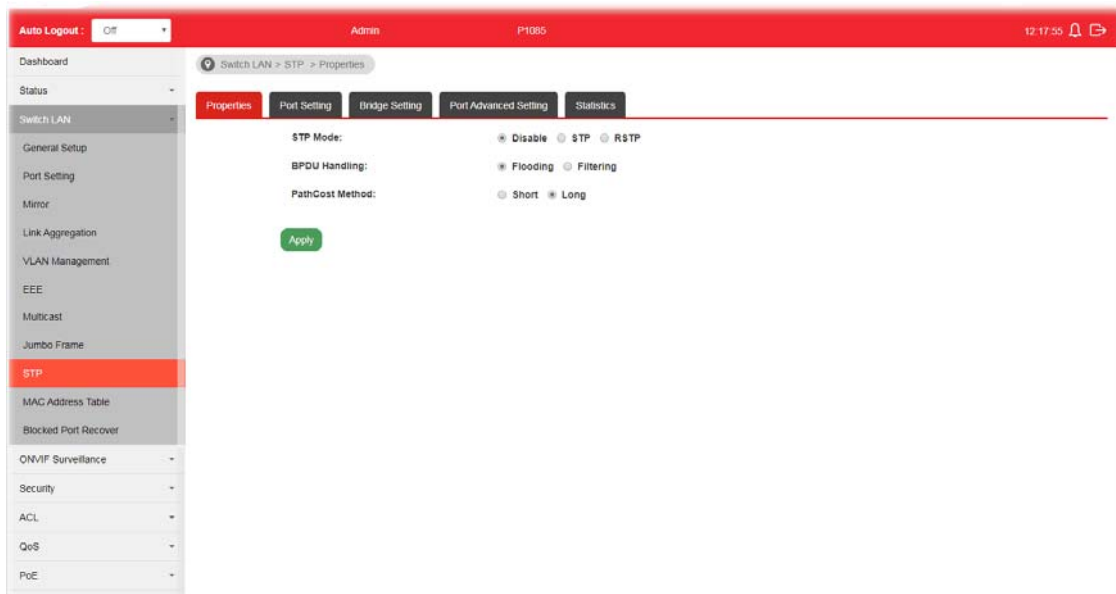 Auto Logout : Off Admin P1085 12:17:55
Dashboard
Status
Switch LAN
General Setup
Port Setting
Mirror
Link Aggregation
VLAN Management
EEE
Multicast
Jumbo Frame
STP
MAC Address Table
Blocked Port Recover
ONVIF Surveillance
Security
ACL
QoS
PoE
Switch LAN > STP > Properties
Properties Port Setting Bridge Setting Port Advanced Setting Statistics
STP Mode: Disable STP RSTP
BPDU Handling: Flooding Filtering
PathCost Method: Short Long
Apply